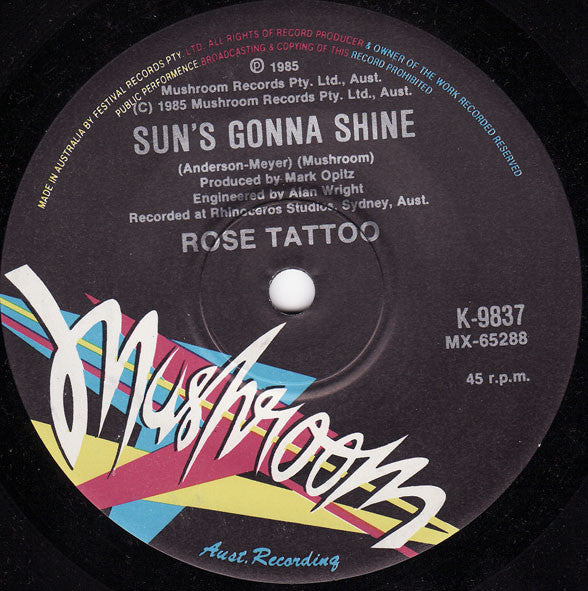 MADE IN AUSTRALIA BY FESTIVAL RECORDS PTY. LTD. ALL RIGHTS OF RECORD PRODUCER & OWNER OF THE WORK RECORDED RESERVED
PUBLIC PERFORMENCE BROADCASTING & COPYING OF THIS RECORD PROHIBITED
℗ 1985
Mushroom Records Pty. Ltd., Aust.
(C) 1985 Mushroom Records Pty. Ltd., Aust.
SUN'S GONNA SHINE
(Anderson-Meyer) (Mushroom)
Produced by Mark Opitz
Engineered by Alan Wright
Recorded at Rhinoceros Studios, Sydney, Aust.
ROSE TATTOO
K-9837
MX-65288
45 r.p.m.
Mushroom
Aust. Recording